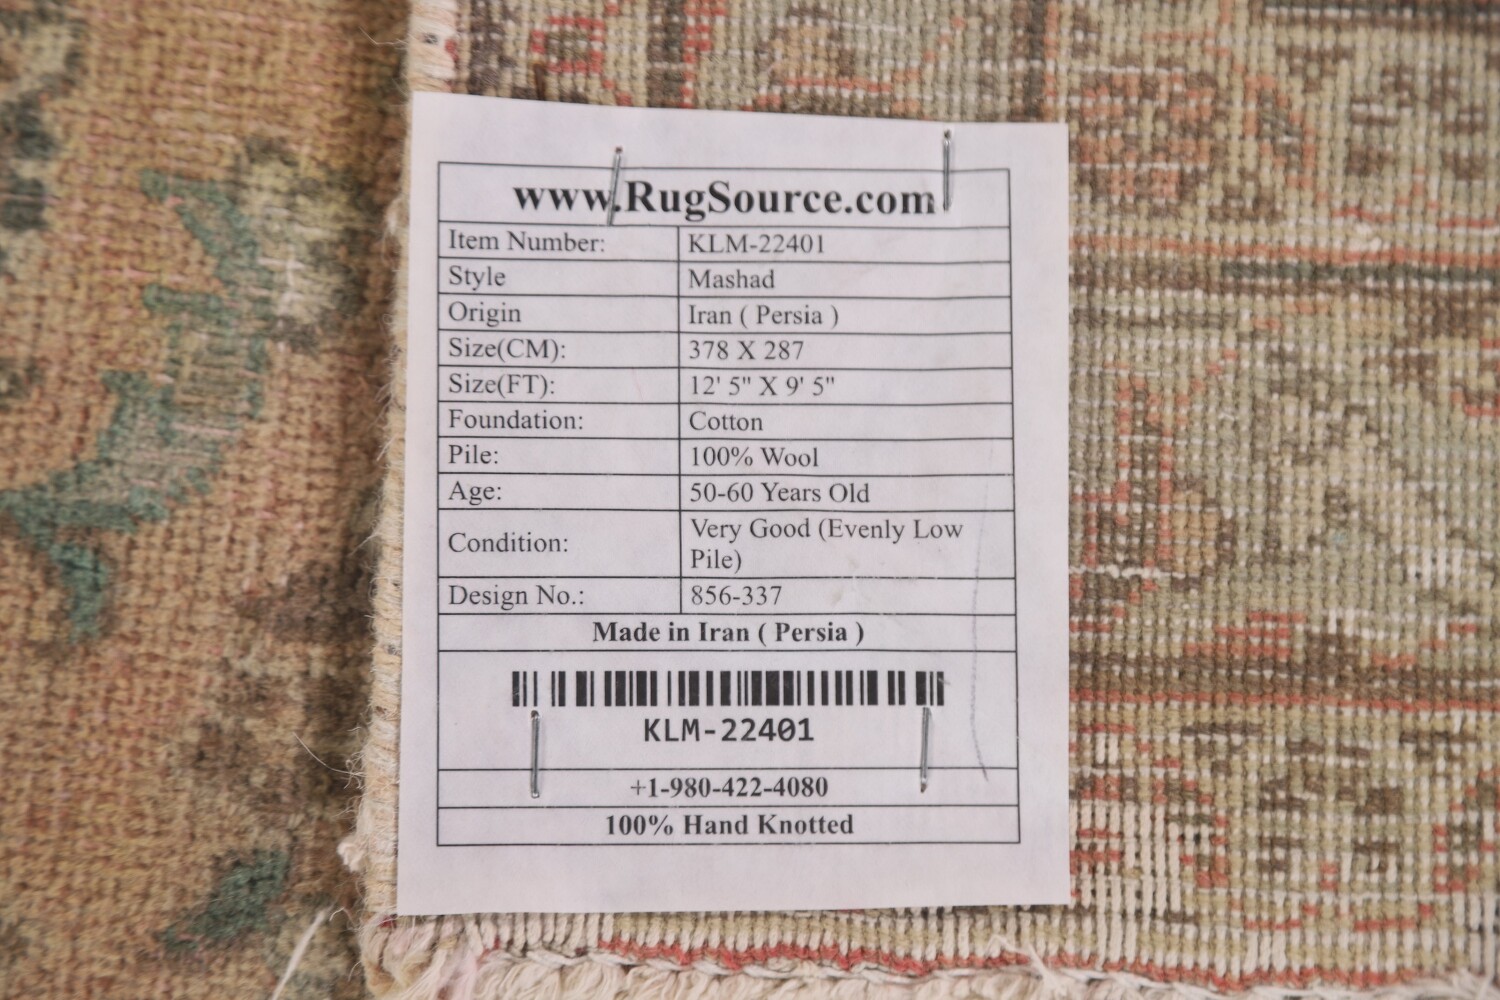 www.RugSource.com
Item Number: KLM-22401
Style Mashad
Origin Iran ( Persia )
Size(CM): 378 X 287
Size(FT): 12' 5" X 9' 5"
Foundation: Cotton
Pile: 100% Wool
Age: 50-60 Years Old
Condition: Very Good (Evenly Low
Pile)
Design No.: 856-337
Made in Iran ( Persia )
KLM-22401
+1-980-422-4080
100% Hand Knotted